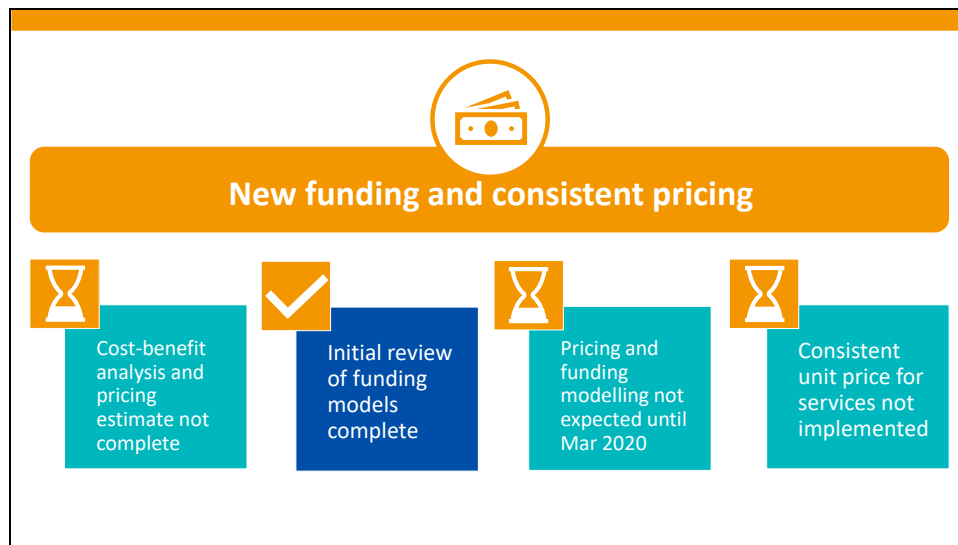 New funding and consistent pricing
Cost-benefit
analysis and
pricing
estimate not
complete
Initial review
of funding
models
complete
Pricing and
funding
modelling not
expected until
Mar 2020
Consistent
unit price for
services not
implemented